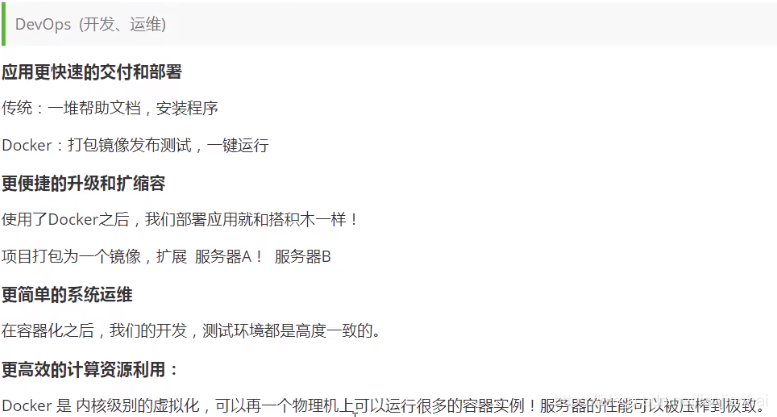 DevOps（开发、运维）
应用更快速的交付和部署
传统：一堆帮助文档，安装程序
Docker：打包镜像发布测试，一键运行
更便捷的升级和扩缩容
使用了Docker之后，我们部署应用就和搭积木一样！
项目打包为一个镜像，扩展 服务器A！ 服务器B
更简单的系统运维
在容器化之后，我们的开发，测试环境都是高度一致的。
更高效的计算资源利用：
Docker 是 内核级别的虚拟化，可以再一个物理机上可以运行很多的容器实例！服务器的性能可以被压榨到极致。